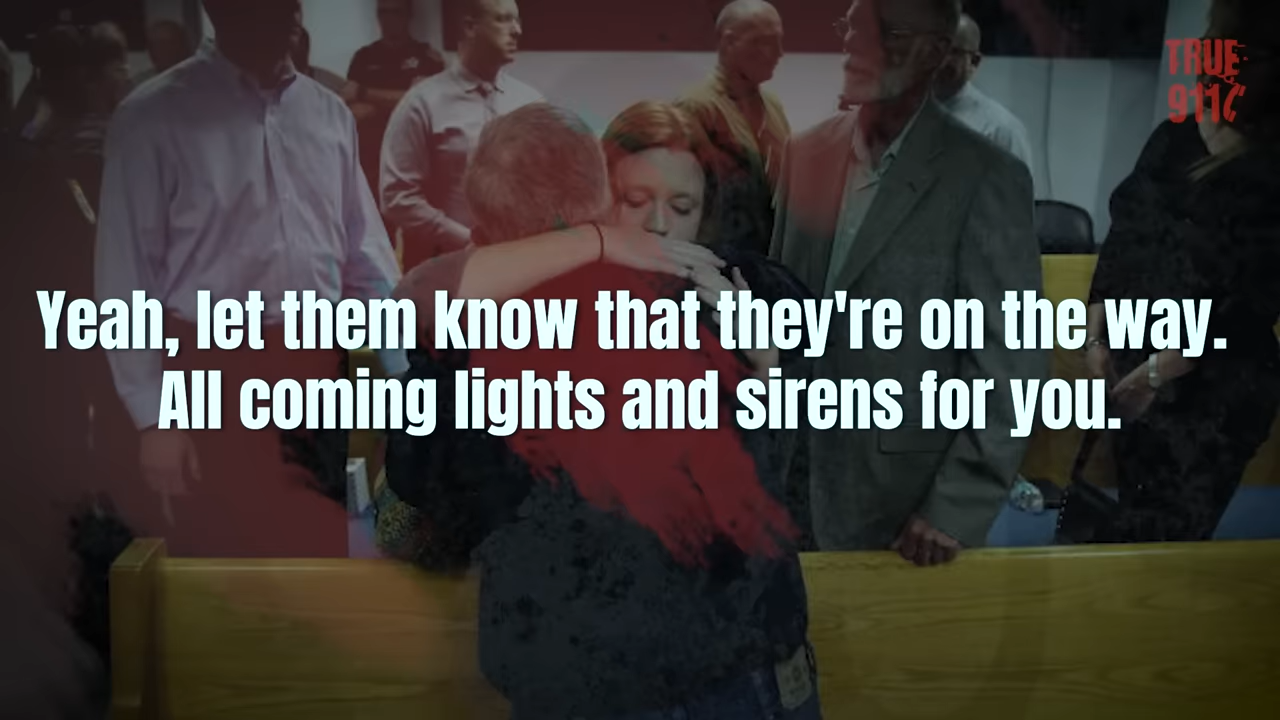 TRUE
911
Yeah, let them know that they're on the way.
All coming lights and sirens for you.